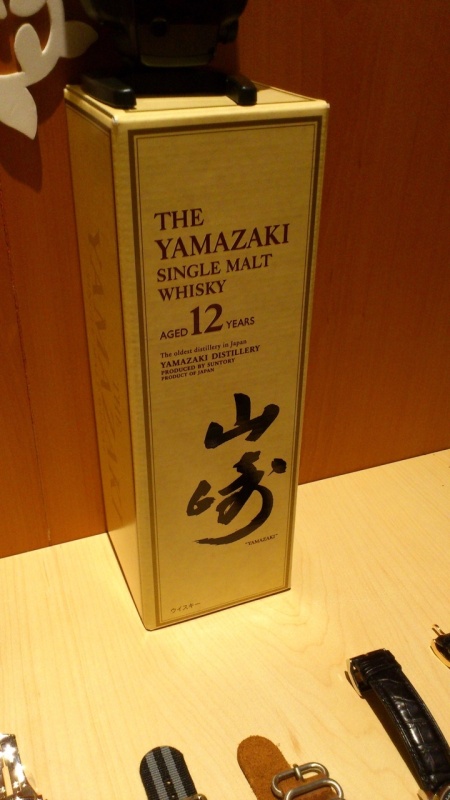 THE
YAMAZAKI
SINGLE MALT
WHISKY
AGED 12 YEARS
The oldest distillery in Japan
YAMAZAKI DISTILLERY
PRODUCED BY SUNTORY
PRODUCT OF JAPAN
山崎
"YAMAZAKI"
ウイスキー